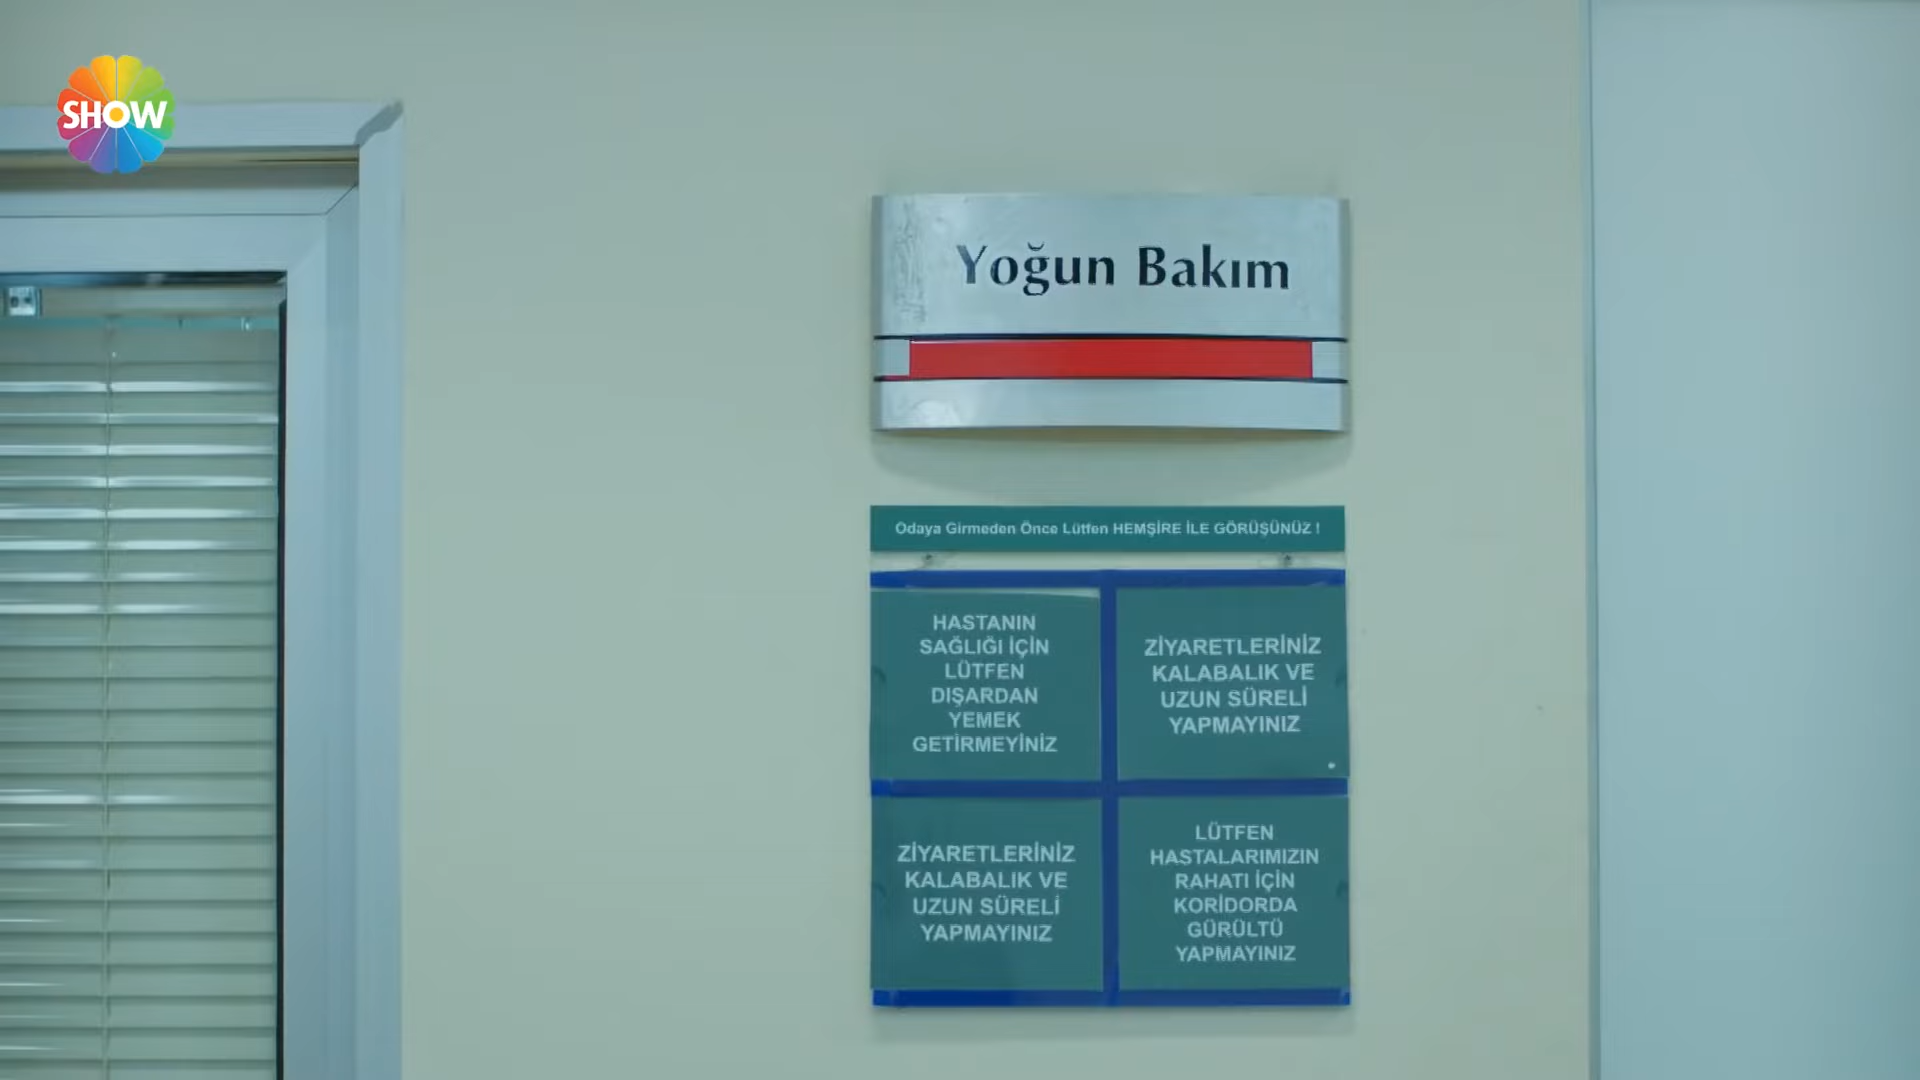 SHOW
Yoğun Bakım
Odaya Girmeden Önce Lütfen HEMŞİRE İLE GÖRÜŞÜNÜZ !
HASTANIN
SAĞLIĞI İÇİN
LÜTFEN
DIŞARDAN
YEMEK
GETİRMEYİNİZ
ZİYARETLERİNİZ
KALABALIK VE
UZUN SÜRELİ
YAPMAYINIZ
ZİYARETLERİNİZ
KALABALIK VE
UZUN SÜRELİ
YAPMAYINIZ
LÜTFEN
HASTALARIMIZIN
RAHATI İÇİN
KORİDORDA
GÜRÜLTÜ
YAPMAYINIZ